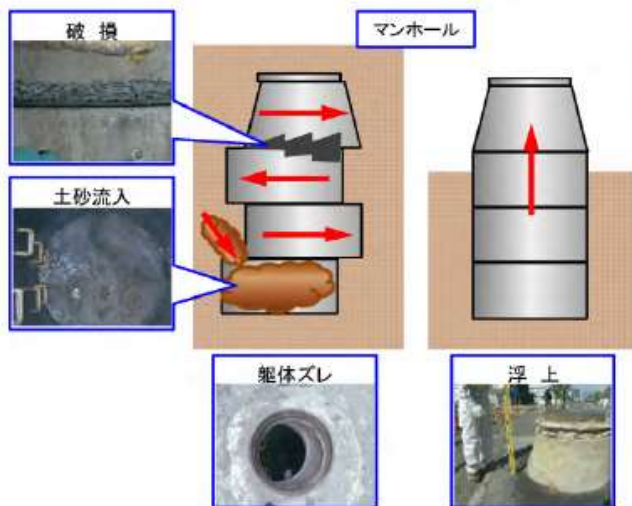 破 損
マンホール
土砂流入
躯体ズレ
浮 上